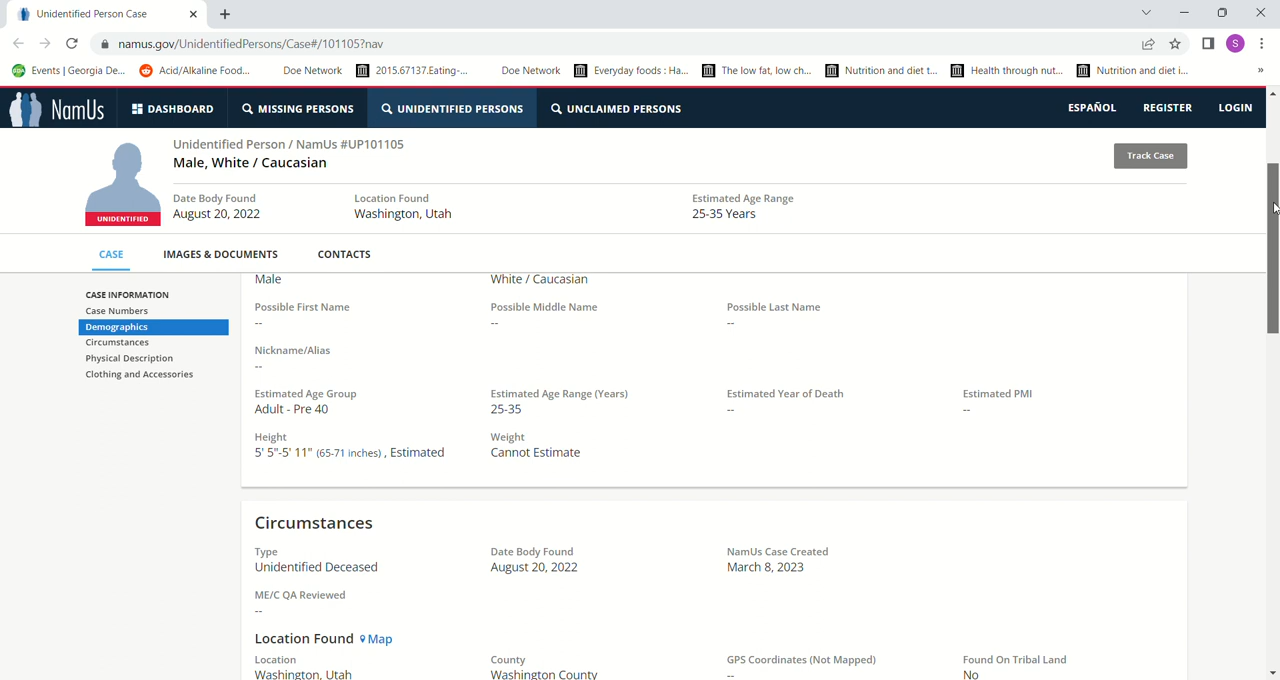 Unidentified Person Case
namus.gov/UnidentifiedPersons/Case#/101105?nav
S
Events | Georgia De... Acid/Alkaline Food... Doe Network 2015.67137.Eating-... Doe Network Everyday foods : Ha... The low fat, low ch... Nutrition and diet t... Health through nut... Nutrition and diet i... »
NamUs DASHBOARD MISSING PERSONS UNIDENTIFIED PERSONS UNCLAIMED PERSONS ESPAÑOL REGISTER LOGIN
Unidentified Person / NamUs #UP101105
Male, White / Caucasian
Track Case
Date Body Found Location Found Estimated Age Range
August 20, 2022 Washington, Utah 25-35 Years
UNIDENTIFIED
CASE IMAGES & DOCUMENTS CONTACTS
CASE INFORMATION
Case Numbers
Demographics
Circumstances
Physical Description
Clothing and Accessories
Male White / Caucasian
Possible First Name Possible Middle Name Possible Last Name
-- -- --
Nickname/Alias
--
Estimated Age Group Estimated Age Range (Years) Estimated Year of Death Estimated PMI
Adult - Pre 40 25-35 -- --
Height Weight
5' 5"-5' 11" (65-71 inches) , Estimated Cannot Estimate
Circumstances
Type Date Body Found NamUs Case Created
Unidentified Deceased August 20, 2022 March 8, 2023
ME/C QA Reviewed
--
Location Found Map
Location County GPS Coordinates (Not Mapped) Found On Tribal Land
Washington, Utah Washington County -- No